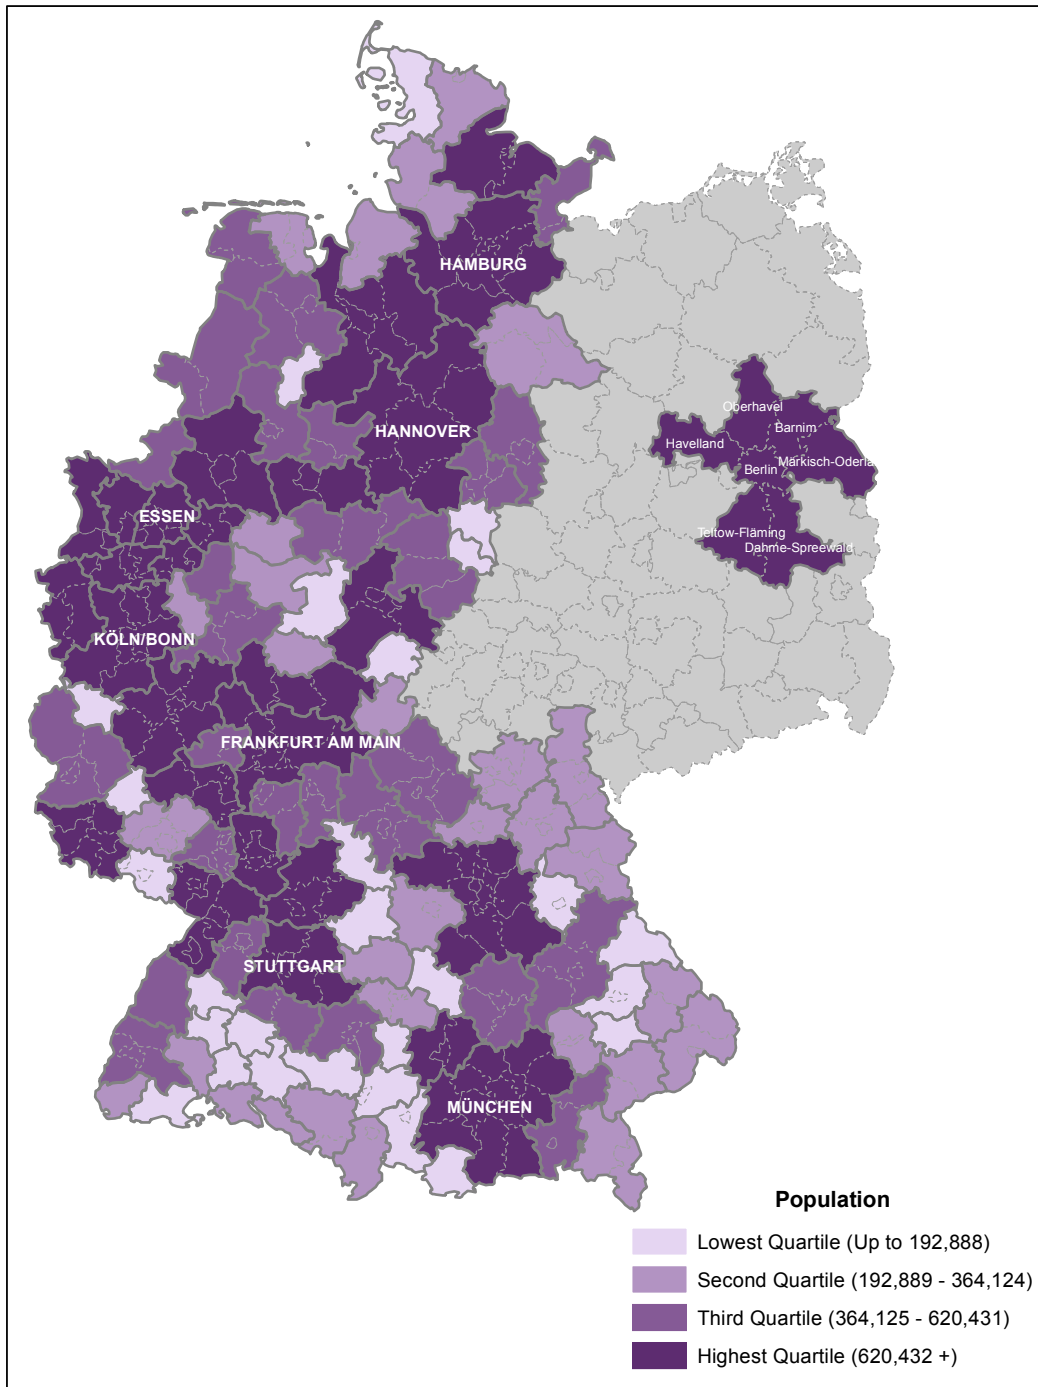 HAMBURG
Oberhavel
Barnim
HANNOVER
Havelland
Berlin
Märkisch-Oderla
ESSEN
Teltow-Fläming
Dahme-Spreewald
KÖLN/BONN
FRANKFURT AM MAIN
STUTTGART
MÜNCHEN
Population
Lowest Quartile (Up to 192,888)
Second Quartile (192,889 - 364,124)
Third Quartile (364,125 - 620,431)
Highest Quartile (620,432 +)